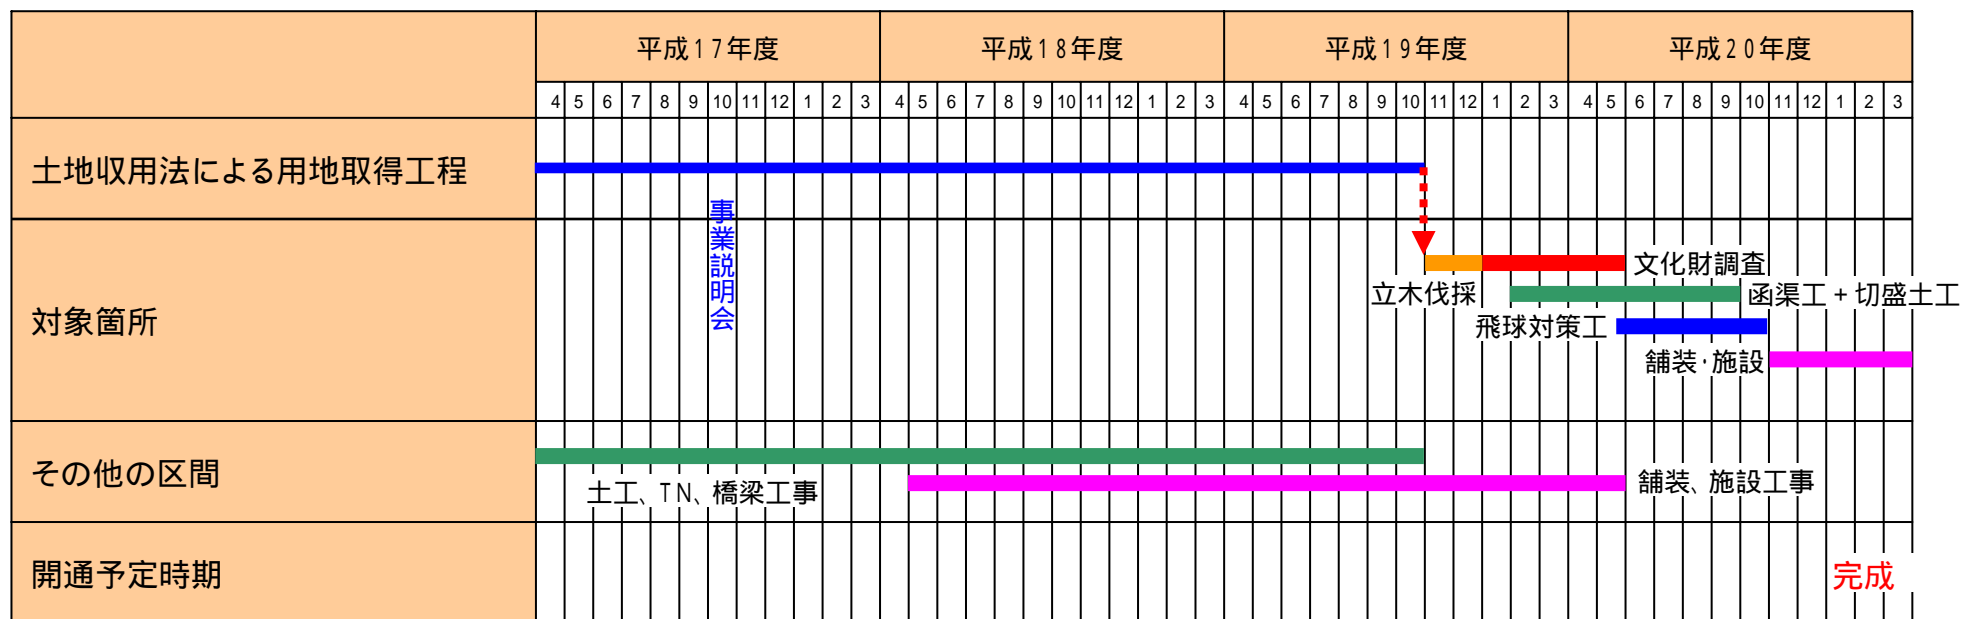 平成17年度 平成18年度 平成19年度 平成20年度
4 5 6 7 8 9 10 11 12 1 2 3 4 5 6 7 8 9 10 11 12 1 2 3 4 5 6 7 8 9 10 11 12 1 2 3 4 5 6 7 8 9 10 11 12 1 2 3
土地収用法による用地取得工程
事業説明会
対象箇所
文化財調査
立木伐採
函渠工+切盛土工
飛球対策工
舗装・施設
その他の区間
土工、TN、橋梁工事
舗装、施設工事
開通予定時期
完成